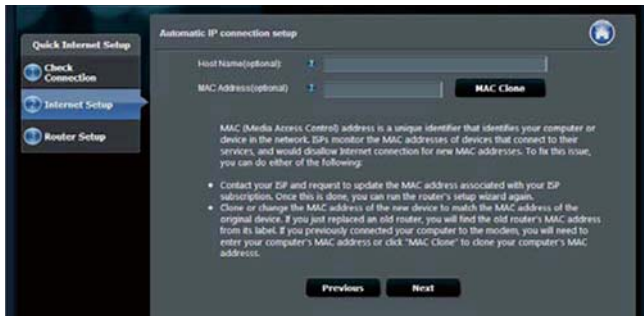 Quick Internet Setup
Check
Connection
Internet Setup
Router Setup
Automatic IP connection setup
Host Name(optional):
MAC Address(optional)
MAC Clone
MAC (Media Access Control) address is a unique identifier that identifies your computer or
device in the network. ISPs monitor the MAC addresses of devices that connect to their
services, and would disallow Internet connection for new MAC addresses. To fix this issue,
you can do either of the following:
• Contact your ISP and request to update the MAC address associated with your ISP
subscription. Once this is done, you can run the router's setup wizard again.
• Clone or change the MAC address of the new device to match the MAC address of the
original device. If you just replaced an old router, you will find the old router's MAC address
from its label. If you previously connected your computer to the modem, you will need to
enter your computer's MAC address or click "MAC Clone" to clone your computer's MAC
addresss.
Previous
Next